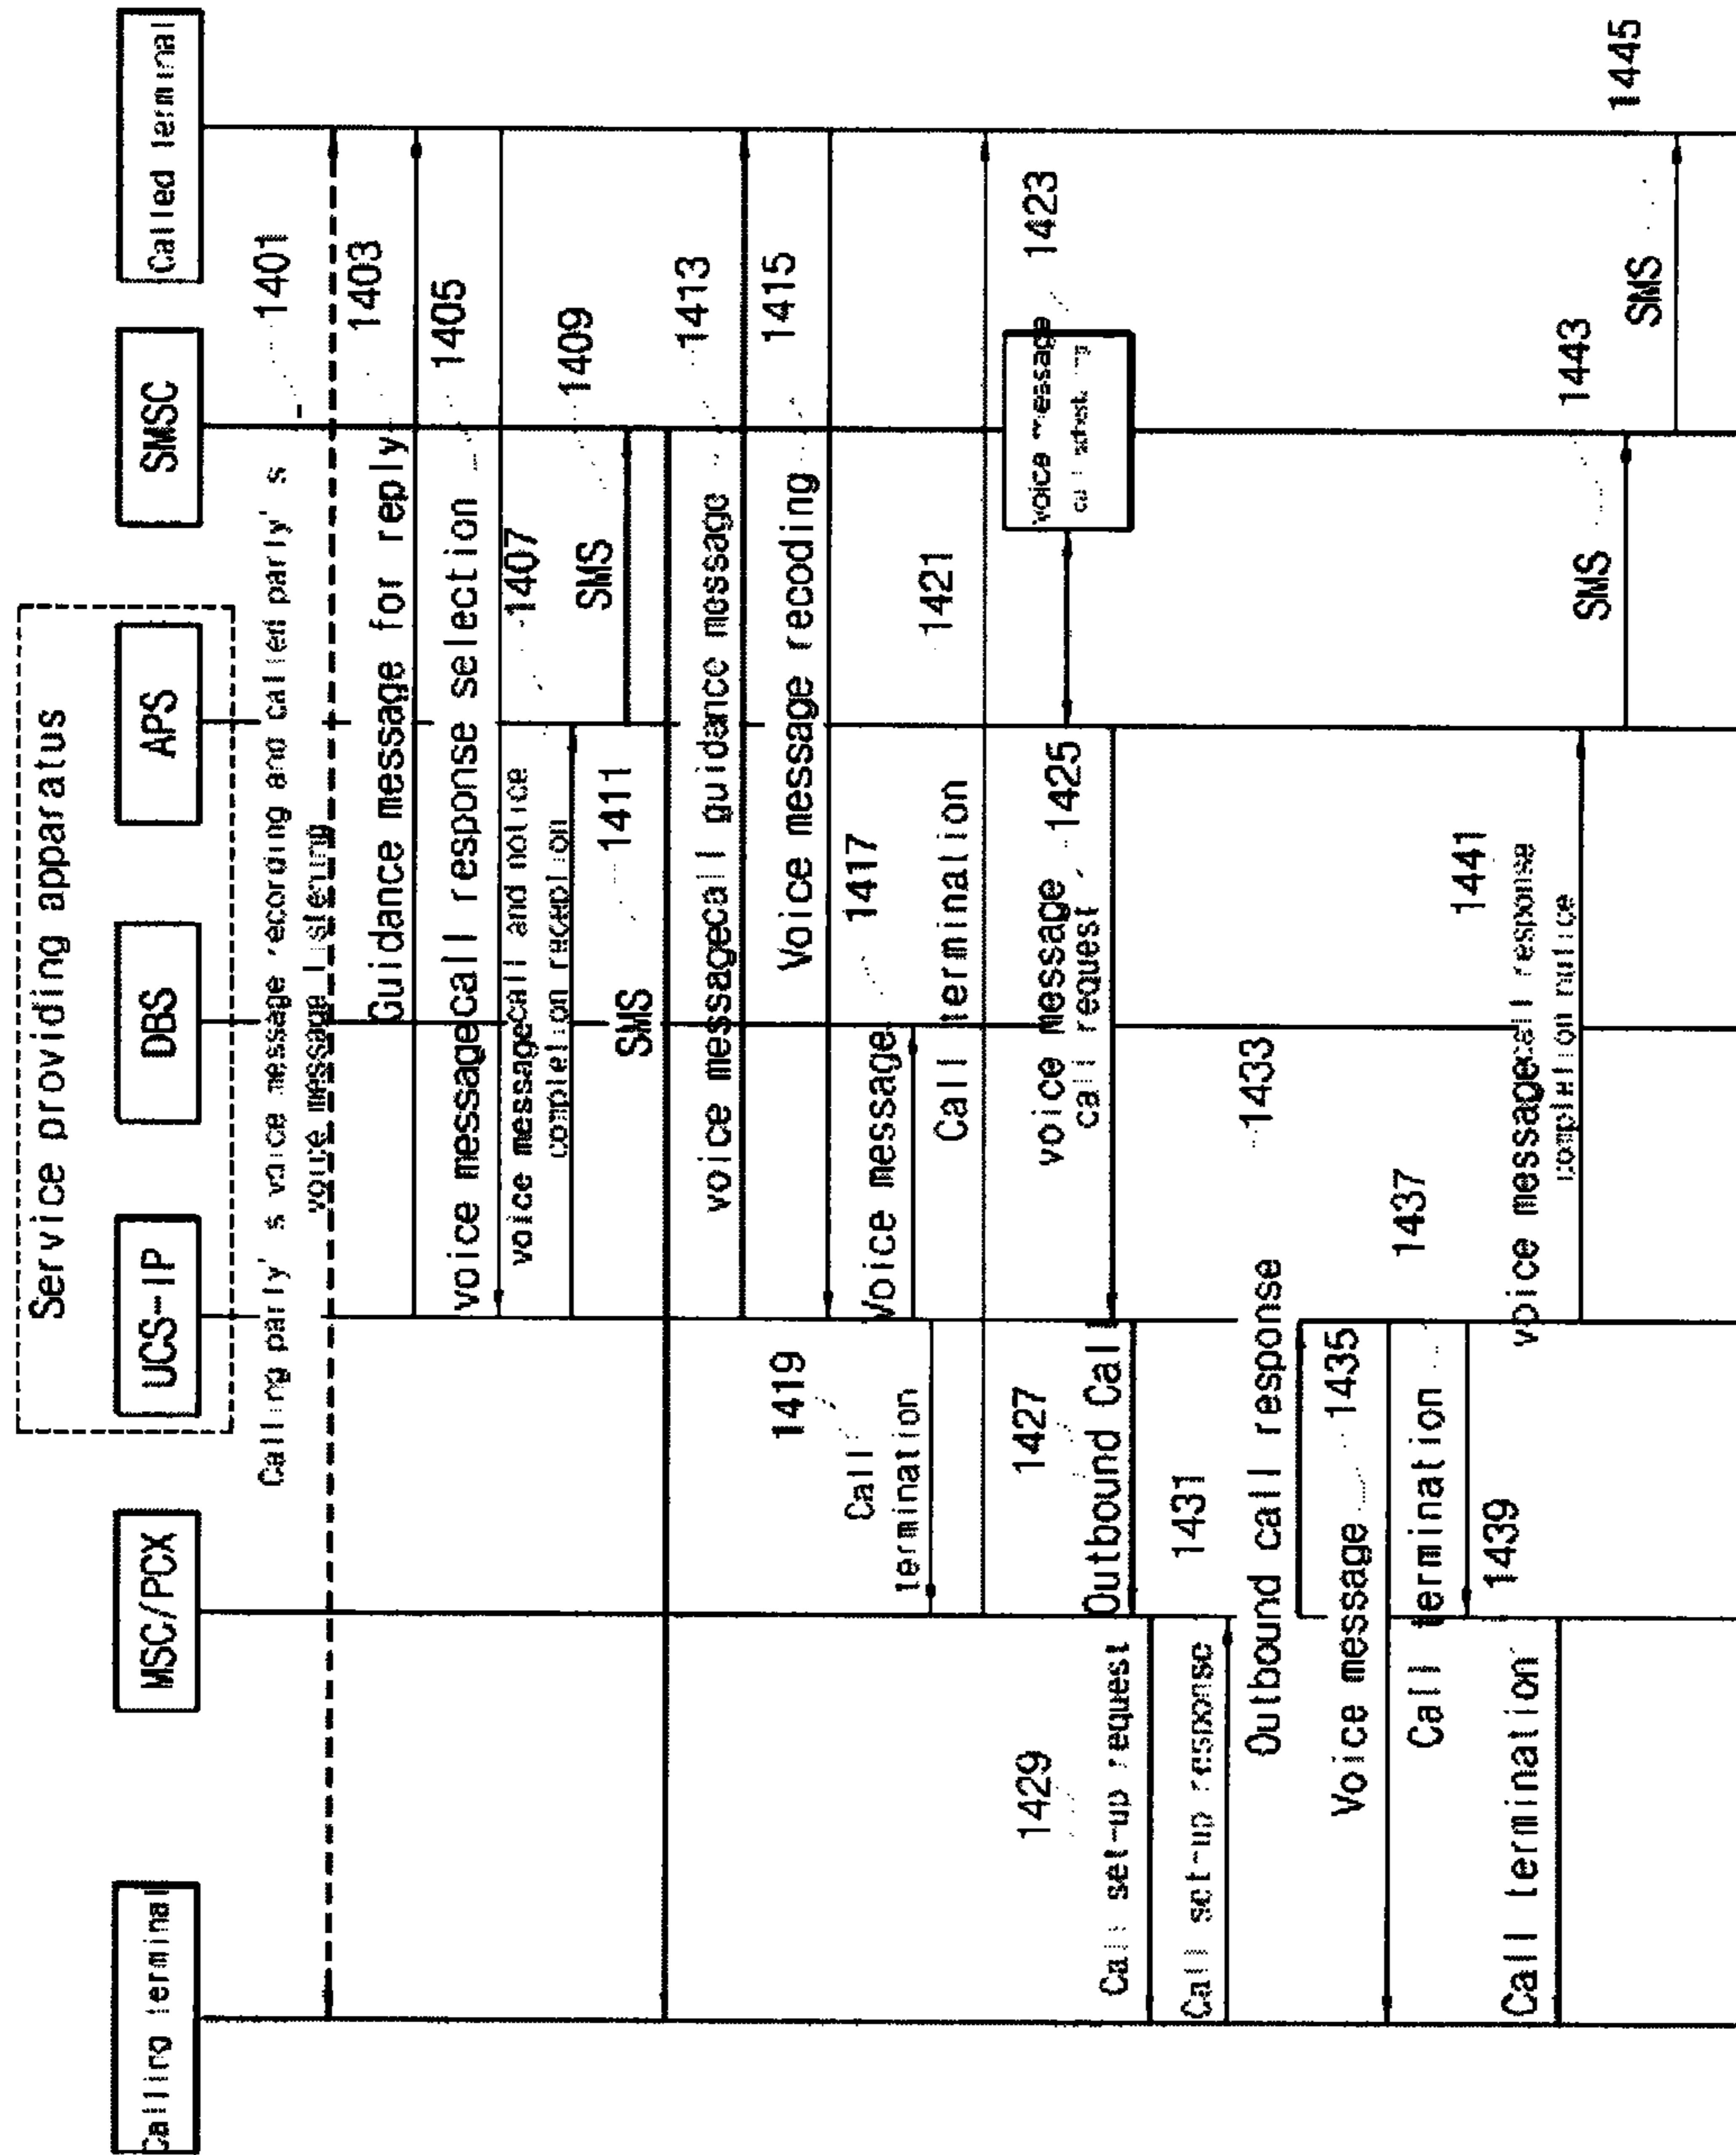 Service providing apparatus
Calling terminal
MSC/PCX
UCS-IP
DBS
APS
SMSC
Called terminal
Calling party's voice message recording and called party's
voice message listening
1401
1403
Guidance message for reply
1405
voice message call response selection
1407
voice message call and notice
completion reception
1409
SMS
1411
SMS
1413
voice message call guidance message
1415
Voice message recoding
1417
Voice message
1419
Call
termination
1421
Call termination
1423
voice message
call
1425
voice message
call request
1427
Outbound Call
1429
Call set-up request
1431
Call set-up response
1433
Outbound call response
1435
Voice message
1437
Call termination
1439
Call termination
1441
voice message call response
completion notice
1443
SMS
1445
SMS